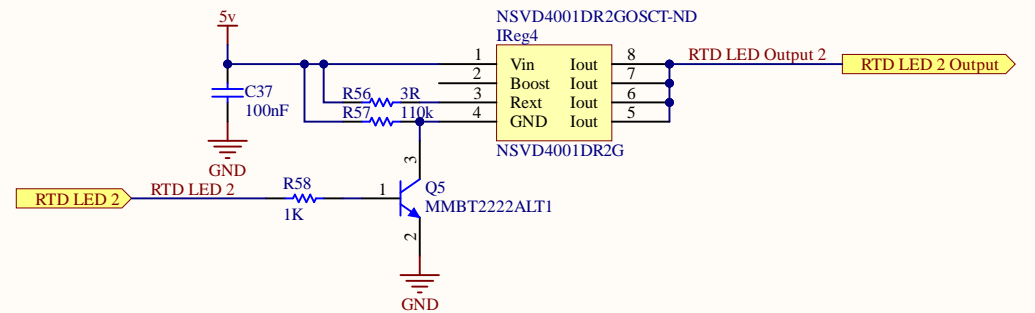 5v
NSVD4001DR2GOSCT-ND
IReg4
1 Vin Iout 8
2 Boost Iout 7
3 Rext Iout 6
4 GND Iout 5
NSVD4001DR2G
RTD LED Output 2
RTD LED 2 Output
C37
100nF
GND
R56 3R
R57 110k
RTD LED 2
RTD LED 2
R58
1K
1
3
2
Q5
MMBT2222ALT1
GND